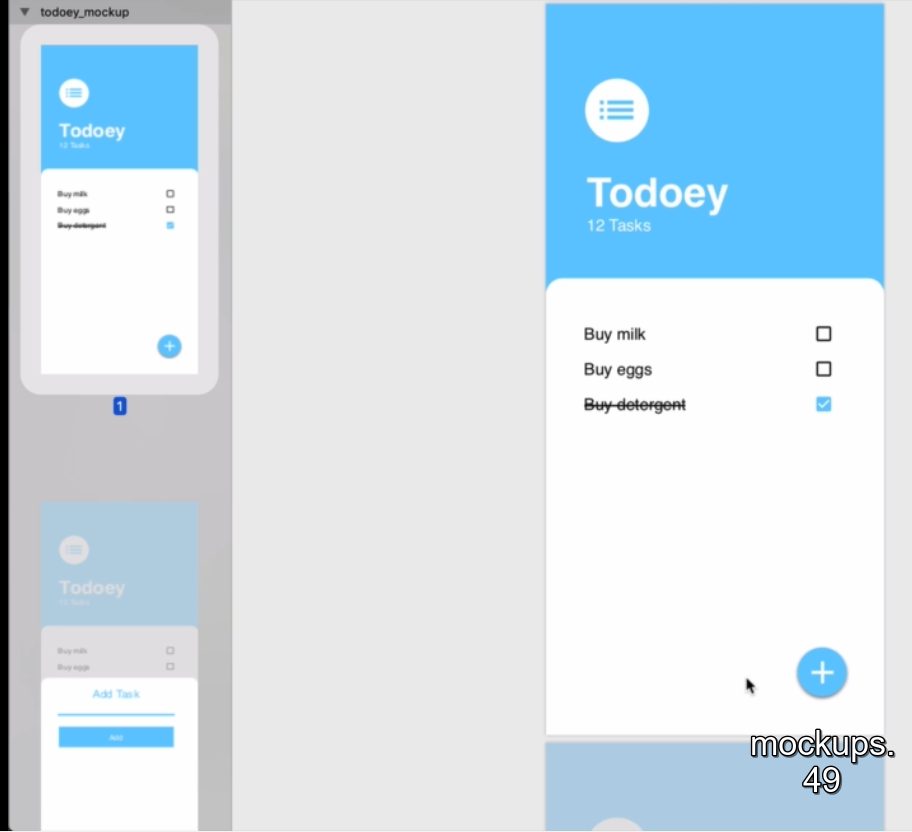 todoey_mockup
Todoey
12 Tasks
Buy milk
Buy eggs
Buy detergent
1
Todoey
12 Tasks
Buy milk
Buy eggs
Add Task
Add
Todoey
12 Tasks
Buy milk
Buy eggs
Buy detergent
mockups.
49